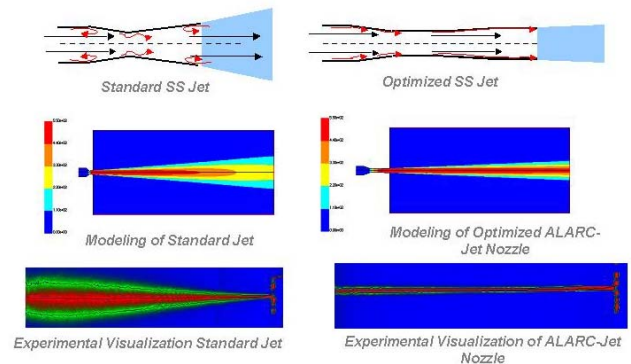 Standard SS Jet
Optimized SS Jet
Modeling of Standard Jet
Modeling of Optimized ALARC-
Jet Nozzle
Experimental Visualization Standard Jet
Experimental Visualization of ALARC-Jet
Nozzle